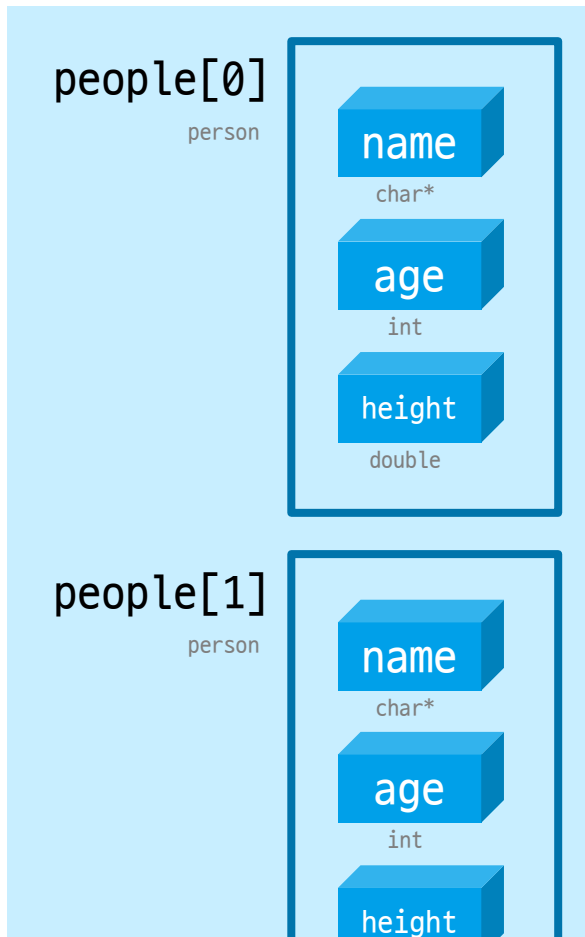 people[0]
person
name
char*
age
int
height
double
people[1]
person
name
char*
age
int
height